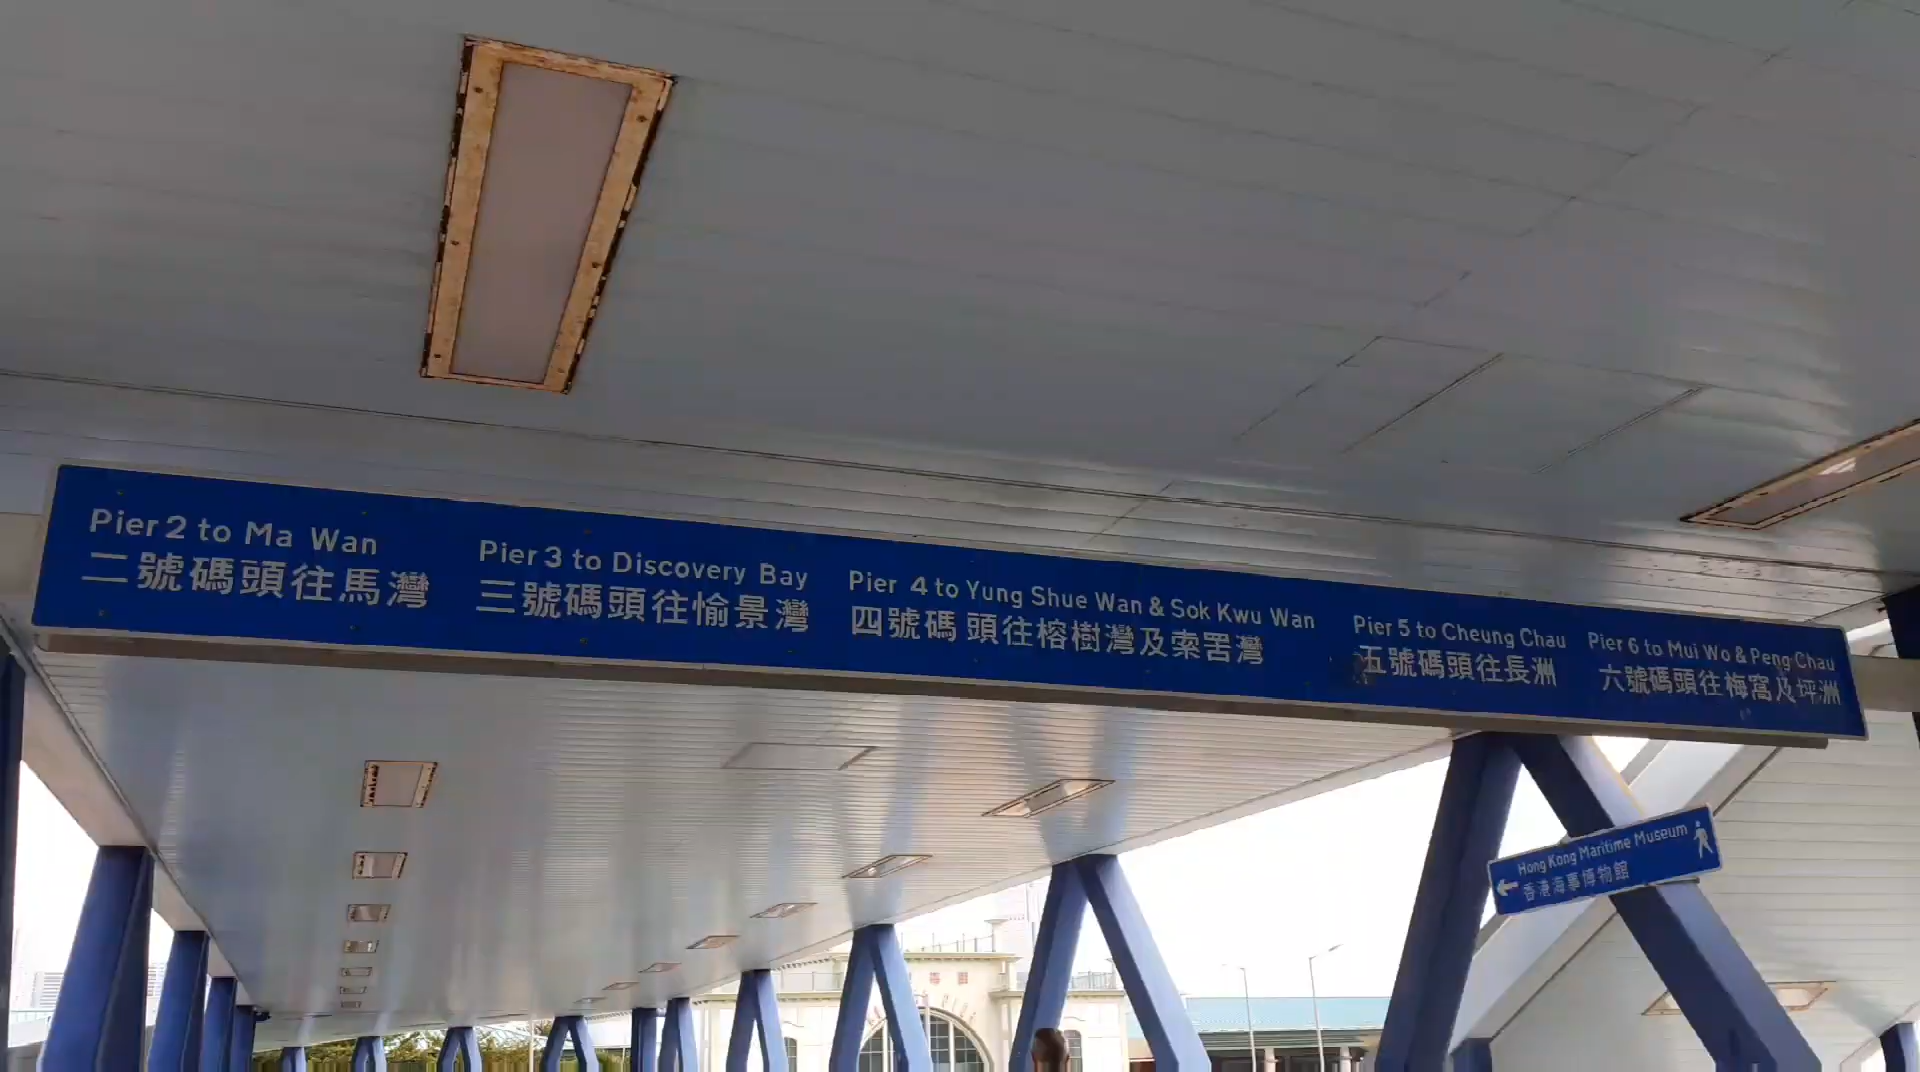 Pier 2 to Ma Wan
二號碼頭往馬灣
Pier 3 to Discovery Bay
三號碼頭往愉景灣
Pier 4 to Yung Shue Wan & Sok Kwu Wan
四號碼頭往榕樹灣及索罟灣
Pier 5 to Cheung Chau
五號碼頭往長洲
Pier 6 to Mui Wo & Peng Chau
六號碼頭往梅窩及坪洲
Hong Kong Maritime Museum
香港海事博物館